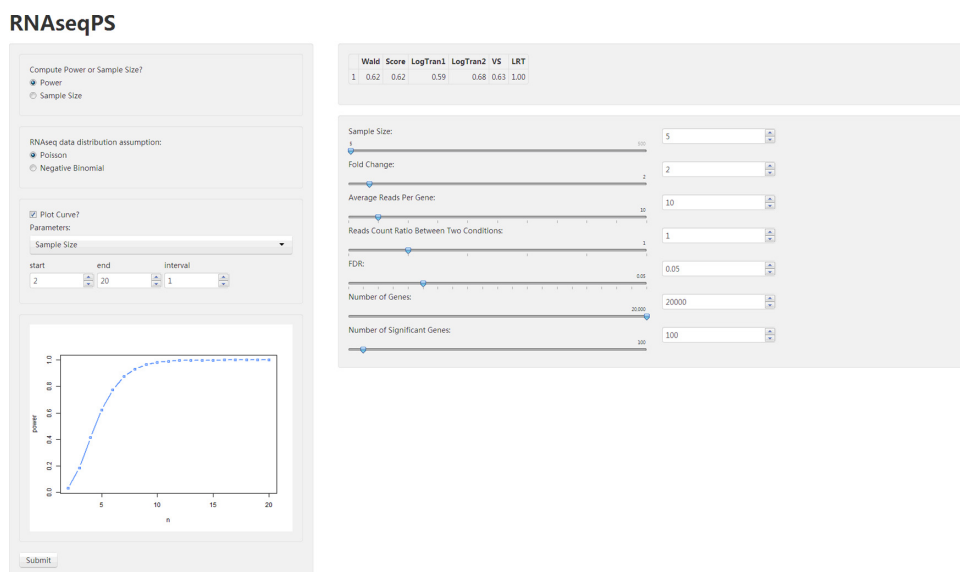 RNAseqPS
Compute Power or Sample Size?
Power
Sample Size
RNAseq data distribution assumption:
Poisson
Negative Binomial
Plot Curve?
Parameters:
Sample Size
start end interval
2 20 1
1.0
0.8
0.6
0.4
0.2
0.0
power
5 10 15 20
n
Submit
Wald Score LogTran1 LogTran2 VS LRT
1 0.62 0.62 0.59 0.68 0.63 1.00
Sample Size:
5
5
Fold Change:
2
2
Average Reads Per Gene:
10
10
Reads Count Ratio Between Two Conditions:
1
1
FDR:
0.05
0.05
Number of Genes:
20,000
20000
Number of Significant Genes:
100
100